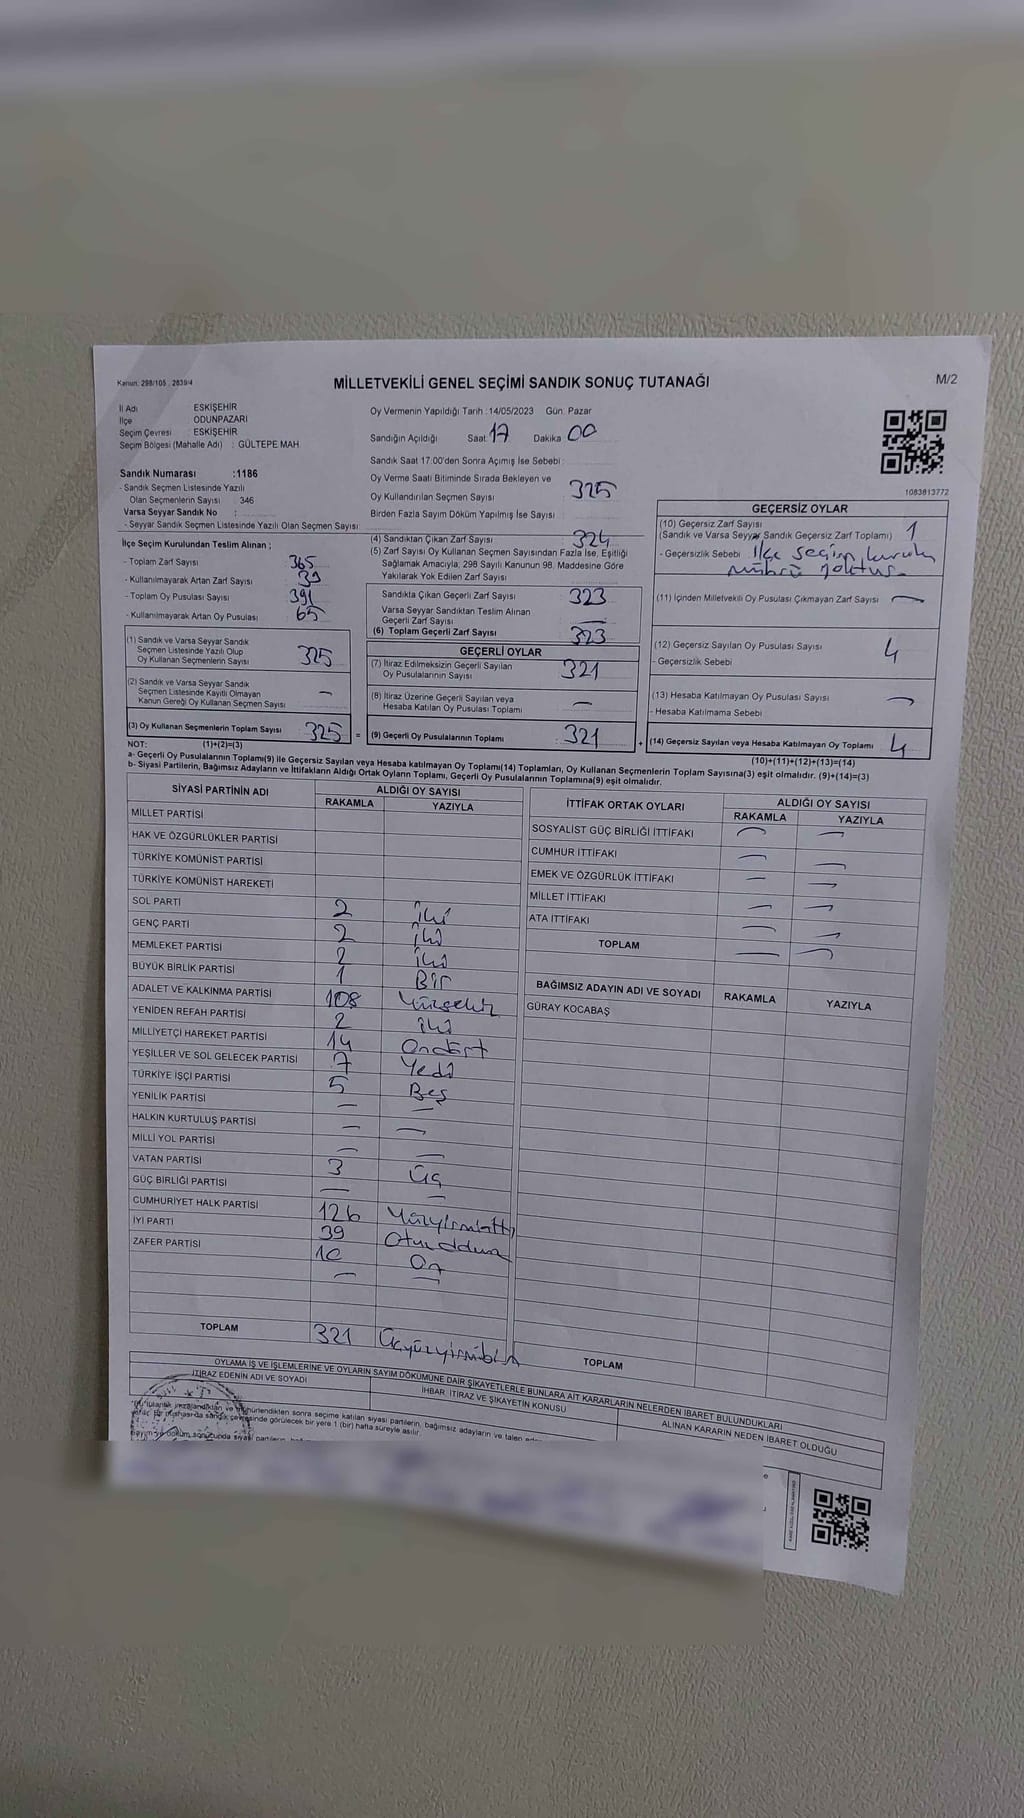 Kanun: 298/105 , 2839/4
MİLLETVEKİLİ GENEL SEÇİMİ SANDIK SONUÇ TUTANAĞI
M/2
İl Adı ESKİŞEHİR
İlçe ODUNPAZARI
Seçim Çevresi : ESKİŞEHİR
Seçim Bölgesi (Mahalle Adı) : GÜLTEPE MAH
Sandık Numarası :1186
- Sandık Seçmen Listesinde Yazılı
Olan Seçmenlerin Sayısı : 346
Varsa Seyyar Sandık No :
- Seyyar Sandık Seçmen Listesinde Yazılı Olan Seçmen Sayısı:
Oy Vermenin Yapıldığı Tarih :14/05/2023 Gün: Pazar
Sandığın Açıldığı Saat: 17 Dakika 00
Sandık Saat 17:00'den Sonra Açımış İse Sebebi :
Oy Verme Saati Bitiminde Sırada Bekleyen ve
Oy Kullandırılan Seçmen Sayısı 325
Birden Fazla Sayım Döküm Yapılmış İse Sayısı
1083813772
İlçe Seçim Kurulundan Teslim Alınan ;
- Toplam Zarf Sayısı 365
- Kullanılmayarak Artan Zarf Sayısı 39
- Toplam Oy Pusulası Sayısı 391
- Kullanılmayarak Artan Oy Pusulası 65
(1) Sandık ve Varsa Seyyar Sandık
Seçmen Listesinde Yazılı Olup
Oy Kullanan Seçmenlerin Sayısı 325
(2) Sandık ve Varsa Seyyar Sandık
Seçmen Listesinde Kayıtlı Olmayan
Kanun Gereği Oy Kullanan Seçmen Sayısı —
(3) Oy Kullanan Seçmenlerin Toplam Sayısı 325 =
(4) Sandıktan Çıkan Zarf Sayısı 324
(5) Zarf Sayısı Oy Kullanan Seçmen Sayısından Fazla İse, Eşitliği
Sağlamak Amacıyla, 298 Sayılı Kanunun 98. Maddesine Göre
Yakılarak Yok Edilen Zarf Sayısı
Sandıkla Çıkan Geçerli Zarf Sayısı 323
Varsa Seyyar Sandıktan Teslim Alınan
Geçerli Zarf Sayısı —
(6) Toplam Geçerli Zarf Sayısı 323
GEÇERLİ OYLAR
(7) İtiraz Edilmeksizin Geçerli Sayılan
Oy Pusulalarının Sayısı 321
(8) İtiraz Üzerine Geçerli Sayılan veya
Hesaba Katılan Oy Pusulası Toplamı —
(9) Geçerli Oy Pusulalarının Toplamı : 321 +
GEÇERSİZ OYLAR
(10) Geçersiz Zarf Sayısı
(Sandık ve Varsa Seyyar Sandık Geçersiz Zarf Toplamı) 1
- Geçersizlik Sebebi ilçe seçim kurulu
mührü yoktur.
(11) İçinden Milletvekili Oy Pusulası Çıkmayan Zarf Sayısı —
(12) Geçersiz Sayılan Oy Pusulası Sayısı 4
- Geçersizlik Sebebi
(13) Hesaba Katılmayan Oy Pusulası Sayısı —
- Hesaba Katılmama Sebebi
(14) Geçersiz Sayılan veya Hesaba Katılmayan Oy Toplamı 4
NOT: (1)+(2)=(3)
(10)+(11)+(12)+(13)=(14)
a- Geçerli Oy Pusulalarının Toplamı(9) ile Geçersiz Sayılan veya Hesaba Katılmayan Oy Toplamı(14) Toplamları, Oy Kullanan Seçmenlerin Toplam Sayısına(3) eşit olmalıdır. (9)+(14)=(3)
b- Siyasi Partilerin, Bağımsız Adayların ve İttifakların Aldığı Ortak Oyların Toplamı, Geçerli Oy Pusulalarının Toplamına(9) eşit olmalıdır.
SİYASİ PARTİNİN ADI
ALDIĞI OY SAYISI
RAKAMLA YAZIYLA
MİLLET PARTİSİ
HAK VE ÖZGÜRLÜKLER PARTİSİ
TÜRKİYE KOMÜNİST PARTİSİ
TÜRKİYE KOMÜNİST HAREKETİ
SOL PARTİ 2 İki
GENÇ PARTİ 2 İki
MEMLEKET PARTİSİ 2 İki
BÜYÜK BİRLİK PARTİSİ 1 Bir
ADALET VE KALKINMA PARTİSİ 108 Yüzsekiz
YENİDEN REFAH PARTİSİ 2 İki
MİLLİYETÇİ HAREKET PARTİSİ 14 Ondört
YEŞİLLER VE SOL GELECEK PARTİSİ 7 Yedi
TÜRKİYE İŞÇİ PARTİSİ 5 Beş
YENİLİK PARTİSİ — —
HALKIN KURTULUŞ PARTİSİ — —
MİLLİ YOL PARTİSİ — —
VATAN PARTİSİ 3 Üç
GÜÇ BİRLİĞİ PARTİSİ — —
CUMHURİYET HALK PARTİSİ 126 Yüzyirmialtı
İYİ PARTİ 39 Otuzdokuz
ZAFER PARTİSİ 10 On
— —
TOPLAM 321 Üçyüzyirmibir
İTTİFAK ORTAK OYLARI
ALDIĞI OY SAYISI
RAKAMLA YAZIYLA
SOSYALİST GÜÇ BİRLİĞİ İTTİFAKI — —
CUMHUR İTTİFAKI — —
EMEK VE ÖZGÜRLÜK İTTİFAKI — —
MİLLET İTTİFAKI — —
ATA İTTİFAKI — —
TOPLAM — —
BAĞIMSIZ ADAYIN ADI VE SOYADI RAKAMLA YAZIYLA
GÜRAY KOCABAŞ
TOPLAM
OYLAMA İŞ VE İŞLEMLERİNE VE OYLARIN SAYIM DÖKÜMÜNE DAİR ŞİKAYETLERLE BUNLARA AİT KARARLARIN NELERDEN İBARET BULUNDUKLARI
İTİRAZ EDENİN ADI VE SOYADI
İHBAR, İTİRAZ VE ŞİKAYETİN KONUSU
ALINAN KARARIN NEDEN İBARET OLDUĞU
sonra seçime katılan siyasi partilerin, bağımsız adayların ve talep
görülecek bir yere 1 (bir) hafta süreyle asılır.